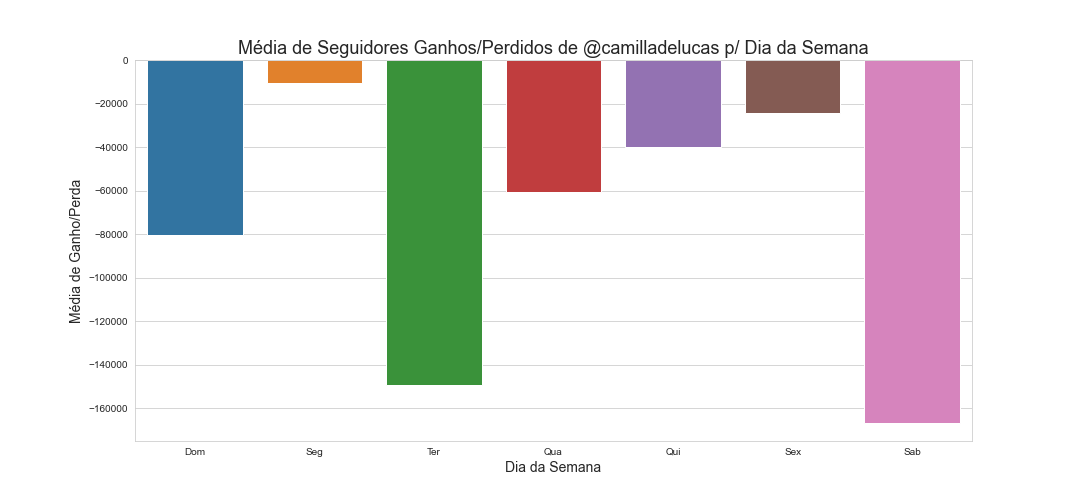 Média de Seguidores Ganhos/Perdidos de @camilladelucas p/ Dia da Semana
Média de Ganho/Perda
0
−20000
−40000
−60000
−80000
−100000
−120000
−140000
−160000
Dom Seg Ter Qua Qui Sex Sab
Dia da Semana